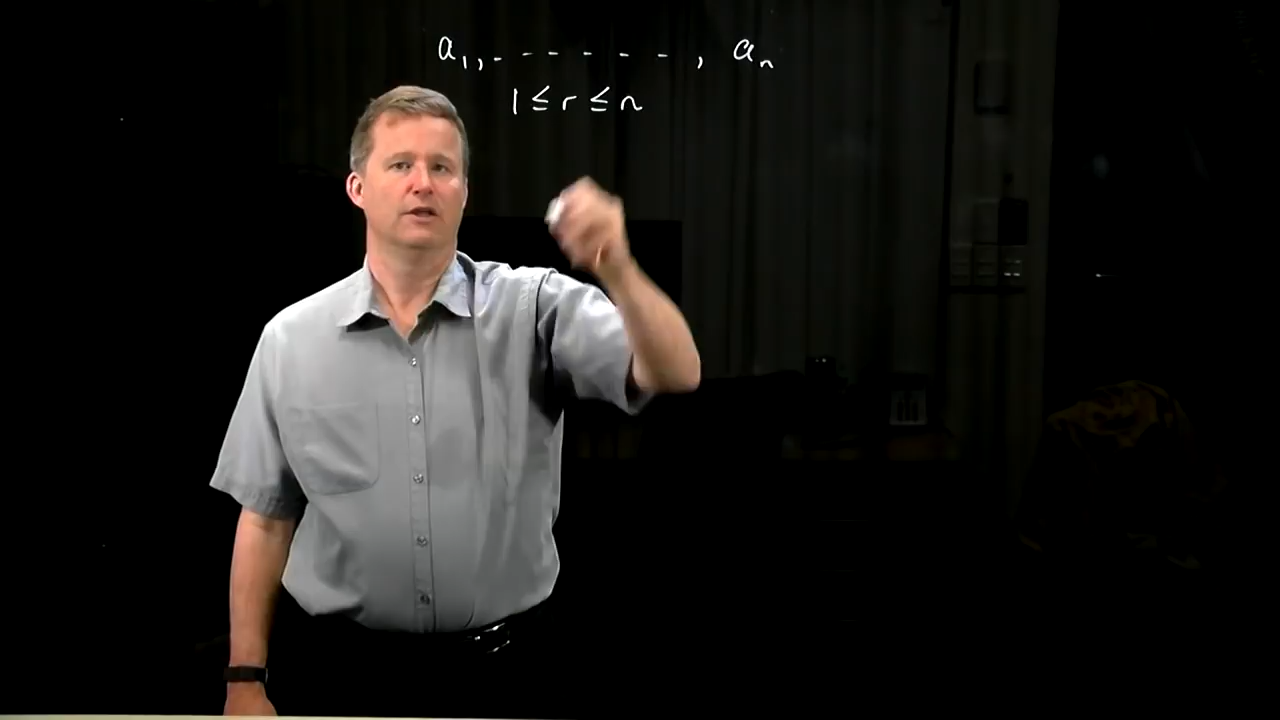 a₁, . - - - - - , aₙ
1 ≤ r ≤ n